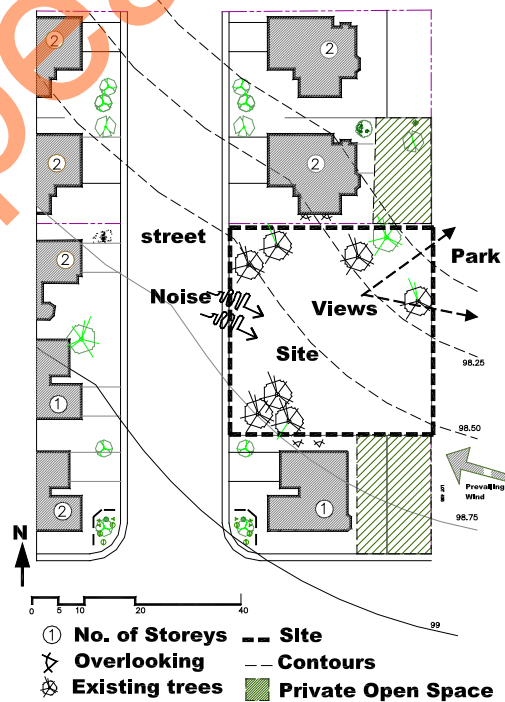 pec
2
2
2
2
street
Park
2
Noise
Views
98.25
Site
1
98.50
2
1
Prevailing
Wind
98.75
N
0 5 10 20 40
99
1 No. of Storeys
SIte
Overlooking
Contours
Existing trees
Private Open Space